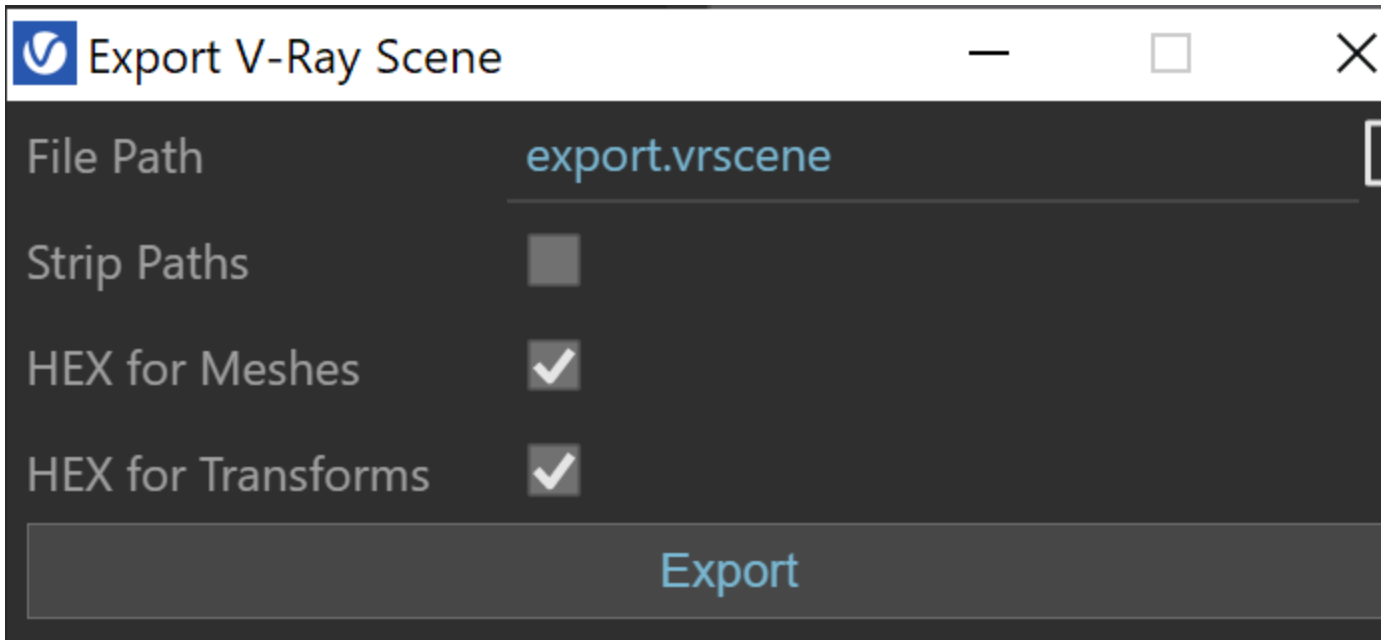 Export V-Ray Scene
File Path export.vrscene
Strip Paths
HEX for Meshes
HEX for Transforms
Export